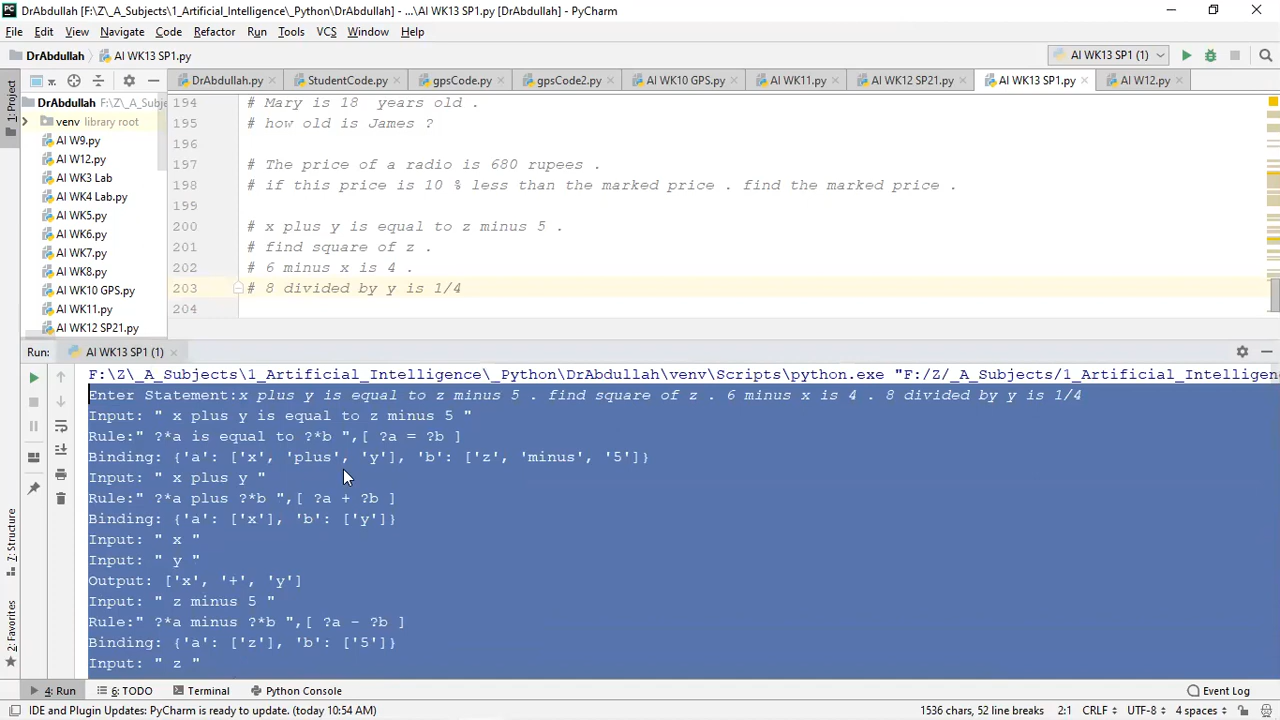 DrAbdullah [F:\Z\_A_Subjects\1_Artificial_Intelligence\_Python\DrAbdullah] - ...\AI WK13 SP1.py [DrAbdullah] - PyCharm
File Edit View Navigate Code Refactor Run Tools VCS Window Help
DrAbdullah AI WK13 SP1.py AI WK13 SP1 (1)
Project DrAbdullah.py StudentCode.py gpsCode.py gpsCode2.py AI WK10 GPS.py AI WK1.py AI WK12 SP21.py AI WK13 SP1.py AI W12.py
1: Project
DrAbdullah F:\Z\_A_Subje
venv library root
AI W9.py
AI W12.py
AI WK3 Lab
AI WK4 Lab.py
AI WK5.py
AI WK6.py
AI WK7.py
AI WK8.py
AI WK10 GPS.py
AI WK11.py
AI WK12 SP21.py
194 # Mary is 18 years old .
195 # how old is James ?
196
197 # The price of a radio is 680 rupees .
198 # if this price is 10 % less than the marked price . find the marked price .
199
200 # x plus y is equal to z minus 5 .
201 # find square of z .
202 # 6 minus x is 4 .
203 # 8 divided by y is 1/4
204
Run: AI WK13 SP1 (1)
F:\Z\_A_Subjects\1_Artificial_Intelligence\_Python\DrAbdullah\venv\Scripts\python.exe "F:/Z/_A_Subjects/1_Artificial_Intelligenc
Enter Statement:x plus y is equal to z minus 5 . find square of z . 6 minus x is 4 . 8 divided by y is 1/4
Input: " x plus y is equal to z minus 5 "
Rule:" ?*a is equal to ?*b ",[ ?a = ?b ]
Binding: {'a': ['x', 'plus', 'y'], 'b': ['z', 'minus', '5']}
Input: " x plus y "
Rule:" ?*a plus ?*b ",[ ?a + ?b ]
Binding: {'a': ['x'], 'b': ['y']}
Input: " x "
Input: " y "
Output: ['x', '+', 'y']
Input: " z minus 5 "
Rule:" ?*a minus ?*b ",[ ?a - ?b ]
Binding: {'a': ['z'], 'b': ['5']}
Input: " z "
7: Structure
2: Favorites
4: Run 6: TODO Terminal Python Console Event Log
IDE and Plugin Updates: PyCharm is ready to update. (today 10:54 AM) 1536 chars, 52 line breaks 2:1 CRLF UTF-8 4 spaces